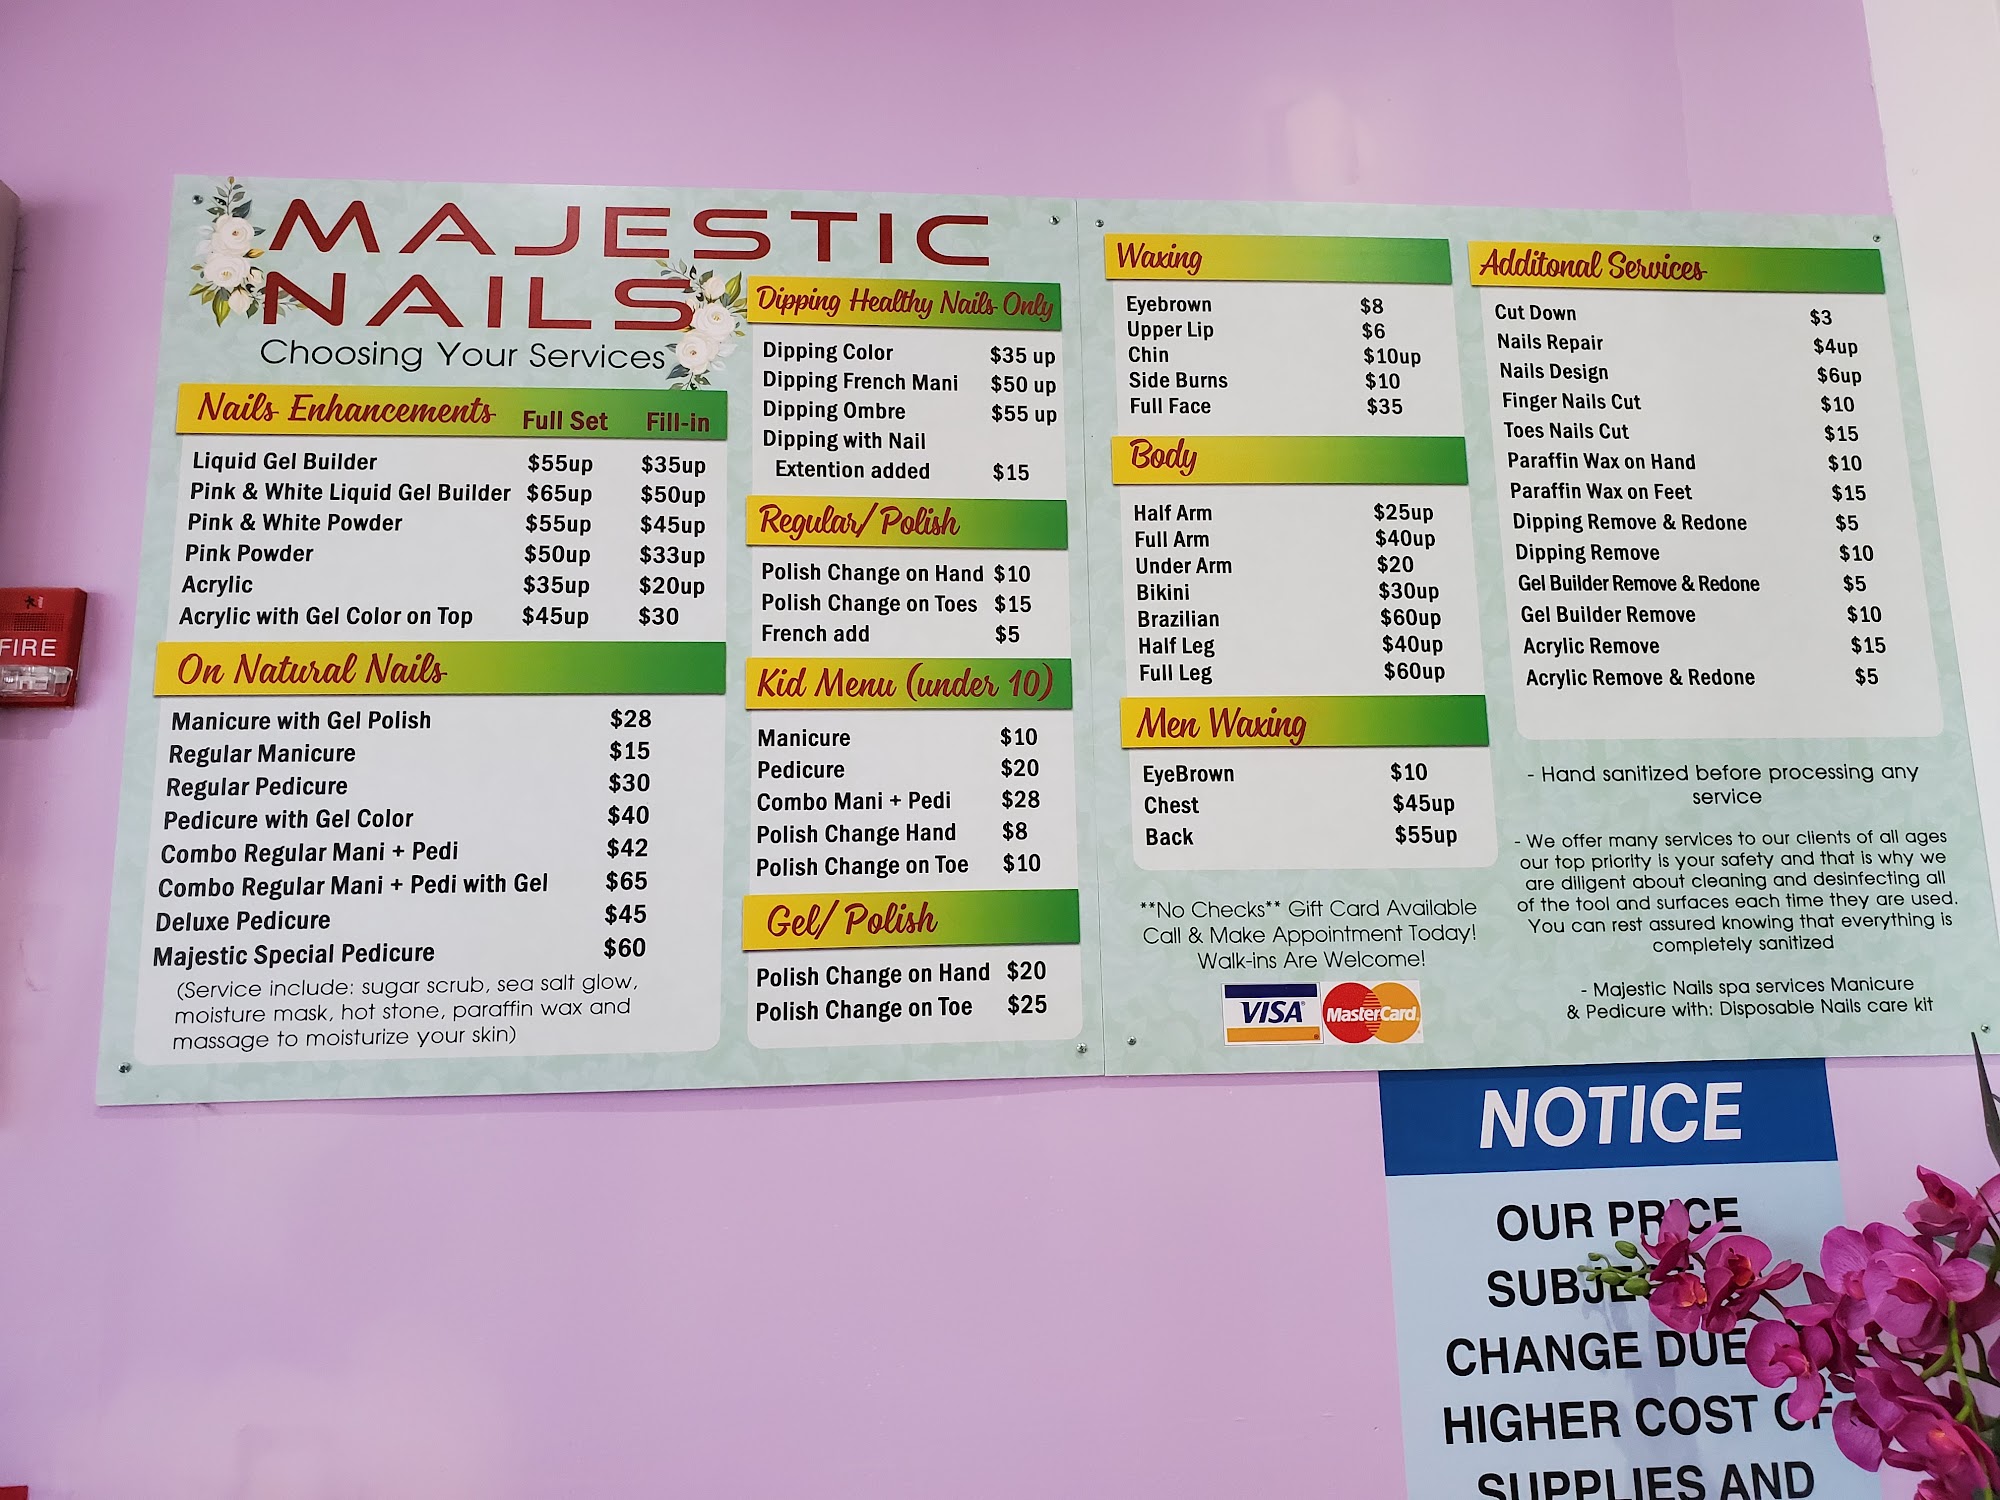 MAJESTIC
NAILS
Choosing Your Services
Nails Enhancements Full Set Fill-in
Liquid Gel Builder $55up $35up
Pink & White Liquid Gel Builder $65up $50up
Pink & White Powder $55up $45up
Pink Powder $50up $33up
Acrylic $35up $20up
Acrylic with Gel Color on Top $45up $30
On Natural Nails
Manicure with Gel Polish $28
Regular Manicure $15
Regular Pedicure $30
Pedicure with Gel Color $40
Combo Regular Mani + Pedi $42
Combo Regular Mani + Pedi with Gel $65
Deluxe Pedicure $45
Majestic Special Pedicure $60
(Service include: sugar scrub, sea salt glow,
moisture mask, hot stone, paraffin wax and
massage to moisturize your skin)
Dipping Healthy Nails Only
Dipping Color $35 up
Dipping French Mani $50 up
Dipping Ombre $55 up
Dipping with Nail
Extention added $15
Regular/ Polish
Polish Change on Hand $10
Polish Change on Toes $15
French add $5
Kid Menu (under 10)
Manicure $10
Pedicure $20
Combo Mani + Pedi $28
Polish Change Hand $8
Polish Change on Toe $10
Gel/ Polish
Polish Change on Hand $20
Polish Change on Toe $25
Waxing
Eyebrown $8
Upper Lip $6
Chin $10up
Side Burns $10
Full Face $35
Body
Half Arm $25up
Full Arm $40up
Under Arm $20
Bikini $30up
Brazilian $60up
Half Leg $40up
Full Leg $60up
Men Waxing
EyeBrown $10
Chest $45up
Back $55up
**No Checks** Gift Card Available
Call & Make Appointment Today!
Walk-ins Are Welcome!
VISA MasterCard
Additonal Services
Cut Down $3
Nails Repair $4up
Nails Design $6up
Finger Nails Cut $10
Toes Nails Cut $15
Paraffin Wax on Hand $10
Paraffin Wax on Feet $15
Dipping Remove & Redone $5
Dipping Remove $10
Gel Builder Remove & Redone $5
Gel Builder Remove $10
Acrylic Remove $15
Acrylic Remove & Redone $5
- Hand sanitized before processing any
service
- We offer many services to our clients of all ages
our top priority is your safety and that is why we
are diligent about cleaning and desinfecting all
of the tool and surfaces each time they are used.
You can rest assured knowing that everything is
completely sanitized
- Majestic Nails spa services Manicure
& Pedicure with: Disposable Nails care kit
FIRE
NOTICE
OUR PRICE
CHANGE DUE
HIGHER COST OF
SUPPLIES AND